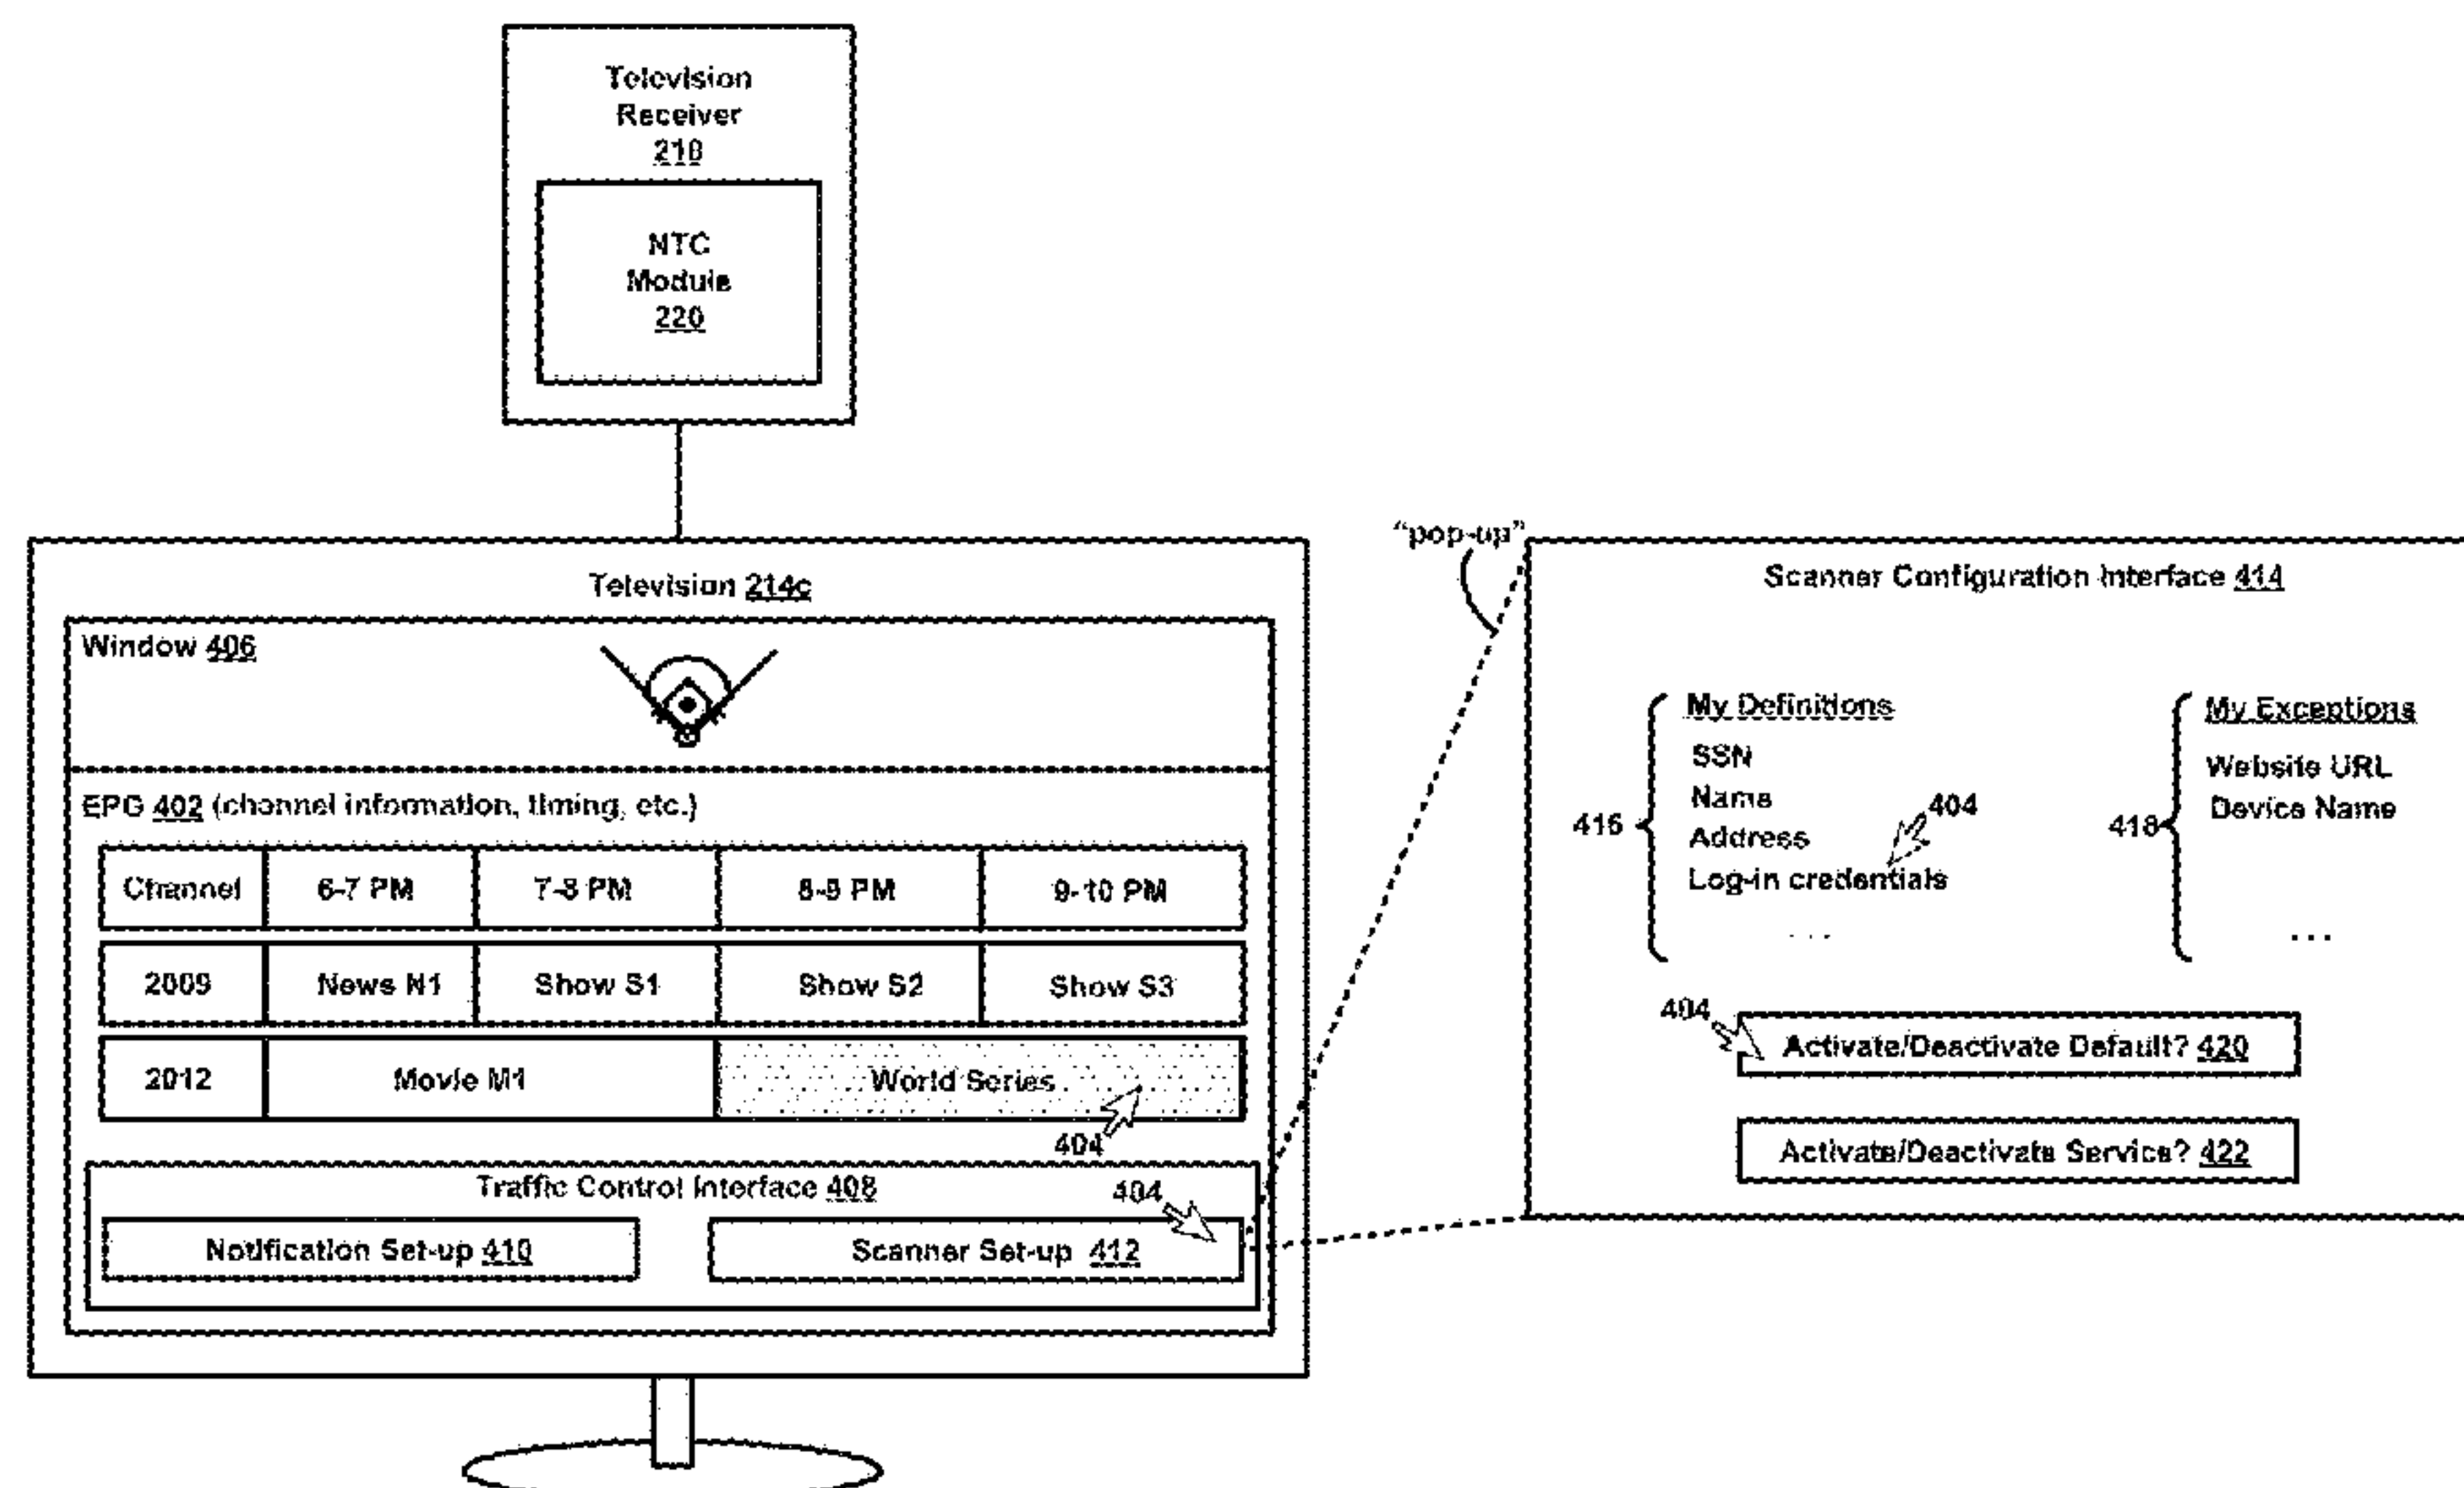 Television
Receiver
218
NTC
Module
220
Television 214c
Window 406
EPG 402 (channel information, timing, etc.)
Channel 6-7 PM 7-8 PM 8-9 PM 9-10 PM
2009 News N1 Show S1 Show S2 Show S3
2012 Movie M1 World Series
404
Traffic Control Interface 408
404
Notification Set-up 410 Scanner Set-up 412
"pop-up"
Scanner Configuration Interface 414
416
My Definitions
SSN
Name
Address
Log-in credentials
...
404
418
My Exceptions
Website URL
Device Name
...
404
Activate/Deactivate Default? 420
Activate/Deactivate Service? 422